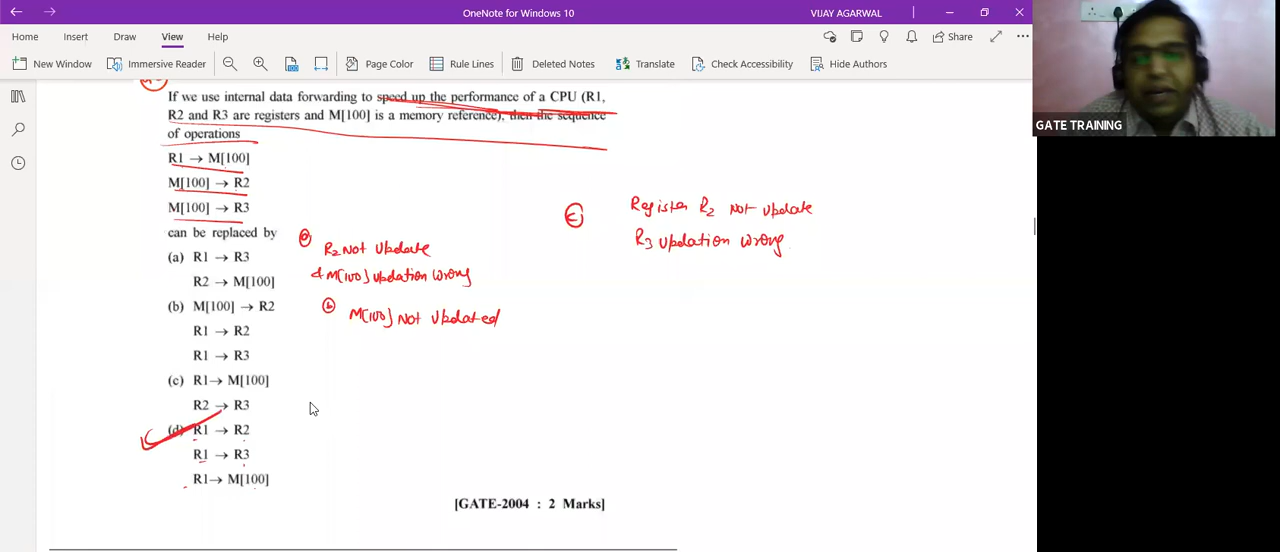 OneNote for Windows 10
VIJAY AGARWAL
Home Insert Draw View Help
Share
New Window Immersive Reader Page Color Rule Lines Deleted Notes Translate Check Accessibility Hide Authors
GATE TRAINING
If we use internal data forwarding to speed up the performance of a CPU (R1,
R2 and R3 are registers and M[100] is a memory reference), then the sequence
of operations
R1 → M[100]
M[100] → R2
M[100] → R3
can be replaced by
(a) R1 → R3
R2 → M[100]
(b) M[100] → R2
R1 → R2
R1 → R3
(c) R1→ M[100]
R2 → R3
(d) R1 → R2
R1 → R3
R1→ M[100]
[GATE-2004 : 2 Marks]
R2 Not Update
& M[100] updation wrong
(b) M[100] Not Updated
(C) Register R2 Not update
R3 updation wrong